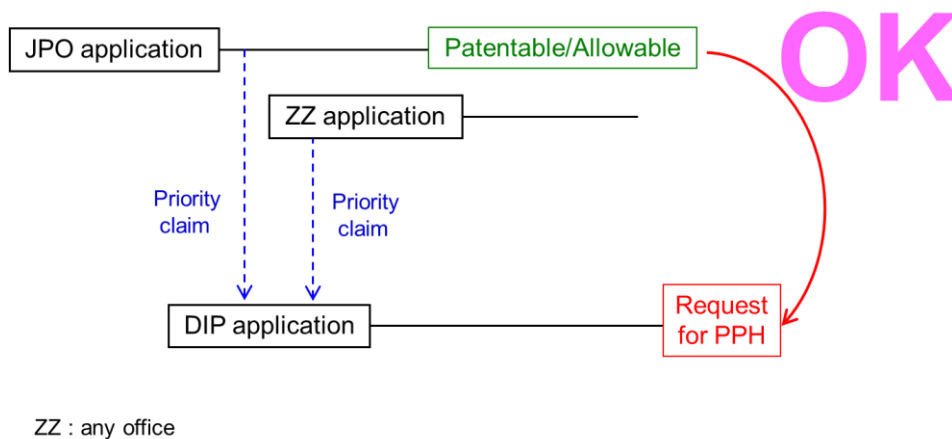 OK
JPO application
Patentable/Allowable
ZZ application
Priority
claim
Priority
claim
DIP application
Request
for PPH
ZZ : any office